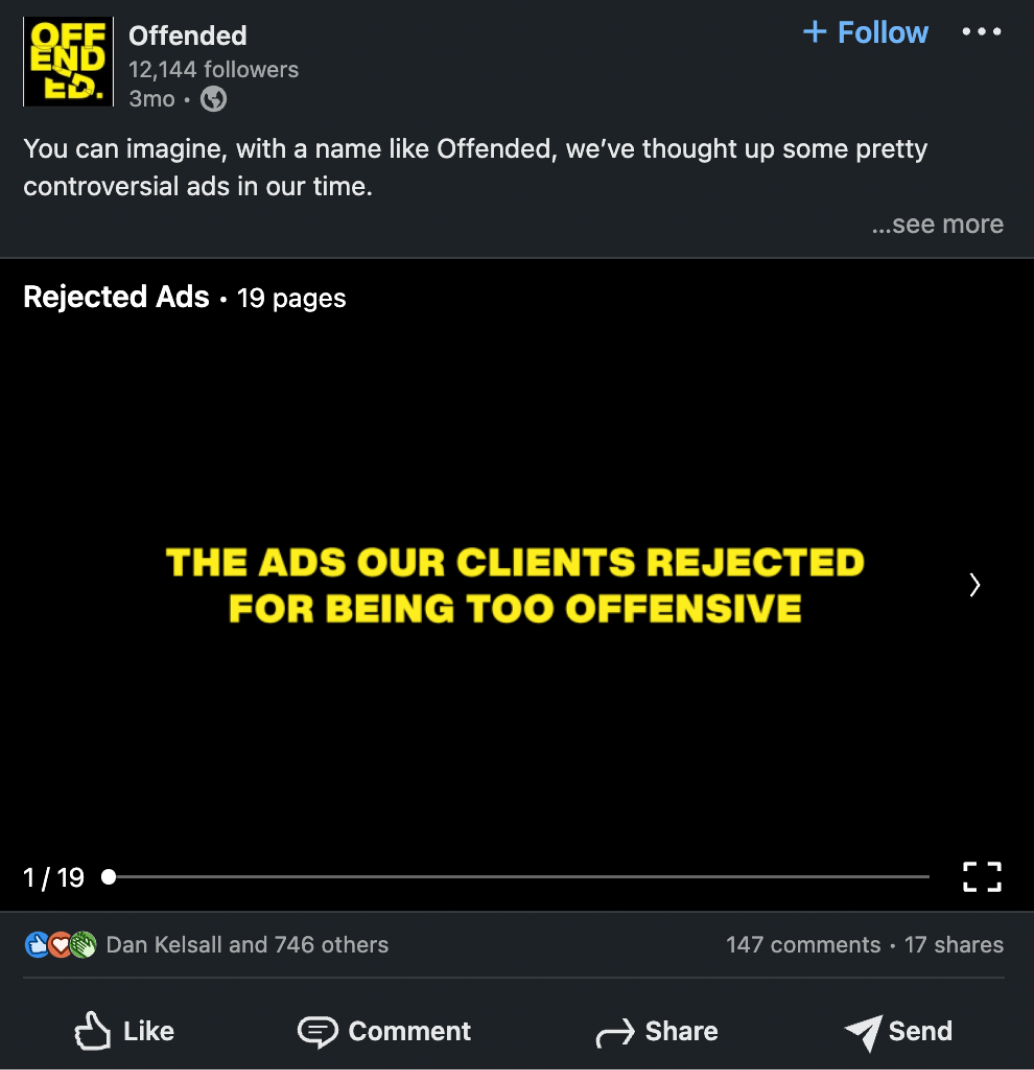 OFF
END
ED.
Offended
12,144 followers
3mo •
+ Follow
•••
You can imagine, with a name like Offended, we’ve thought up some pretty
controversial ads in our time.
...see more
Rejected Ads • 19 pages
THE ADS OUR CLIENTS REJECTED
FOR BEING TOO OFFENSIVE
1 / 19
Dan Kelsall and 746 others
147 comments • 17 shares
Like
Comment
Share
Send